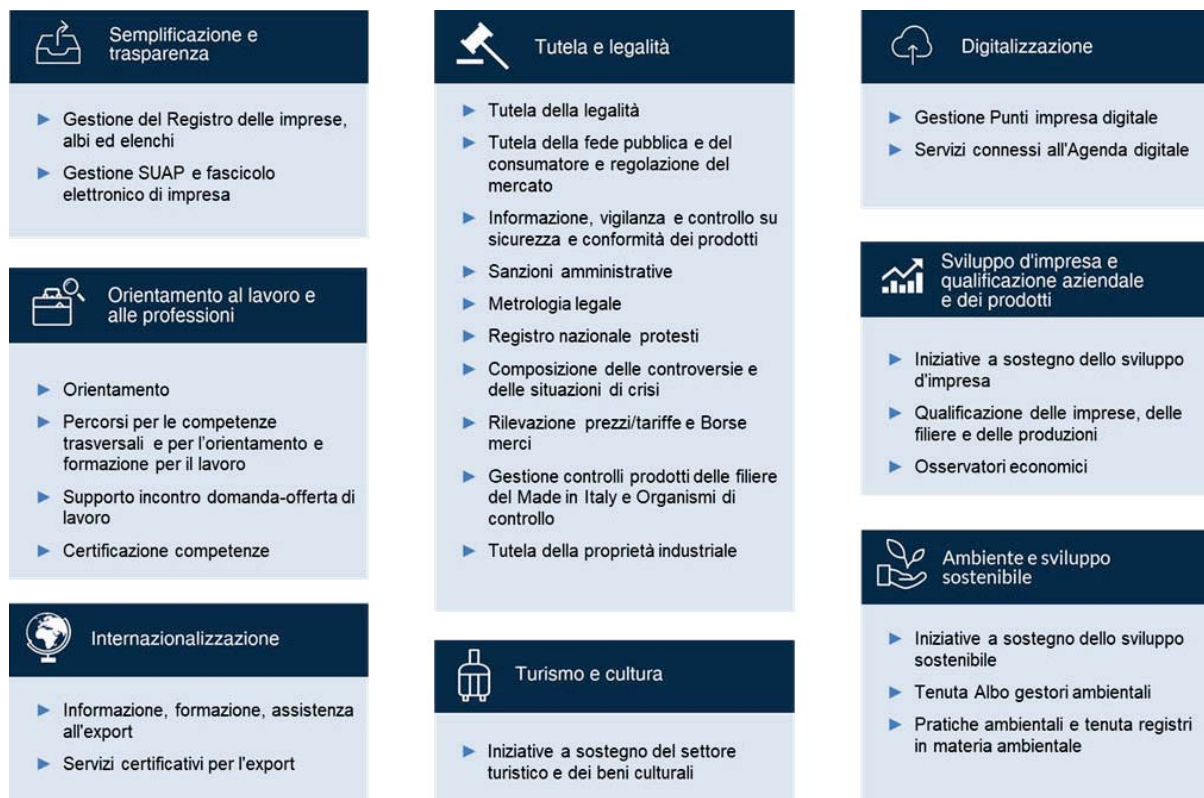 Semplificazione e
trasparenza
Gestione del Registro delle imprese,
albi ed elenchi
Gestione SUAP e fascicolo
elettronico di impresa
Orientamento al lavoro e
alle professioni
Orientamento
Percorsi per le competenze
trasversali e per l'orientamento e
formazione per il lavoro
Supporto incontro domanda-offerta di
lavoro
Certificazione competenze
Internazionalizzazione
Informazione, formazione, assistenza
all'export
Servizi certificativi per l'export
Tutela e legalità
Tutela della legalità
Tutela della fede pubblica e del
consumatore e regolazione del
mercato
Informazione, vigilanza e controllo su
sicurezza e conformità dei prodotti
Sanzioni amministrative
Metrologia legale
Registro nazionale protesti
Composizione delle controversie e
delle situazioni di crisi
Rilevazione prezzi/tariffe e Borse
merci
Gestione controlli prodotti delle filiere
del Made in Italy e Organismi di
controllo
Tutela della proprietà industriale
Turismo e cultura
Iniziative a sostegno del settore
turistico e dei beni culturali
Digitalizzazione
Gestione Punti impresa digitale
Servizi connessi all'Agenda digitale
Sviluppo d'impresa e
qualificazione aziendale
e dei prodotti
Iniziative a sostegno dello sviluppo
d'impresa
Qualificazione delle imprese, delle
filiere e delle produzioni
Osservatori economici
Ambiente e sviluppo
sostenibile
Iniziative a sostegno dello sviluppo
sostenibile
Tenuta Albo gestori ambientali
Pratiche ambientali e tenuta registri
in materia ambientale